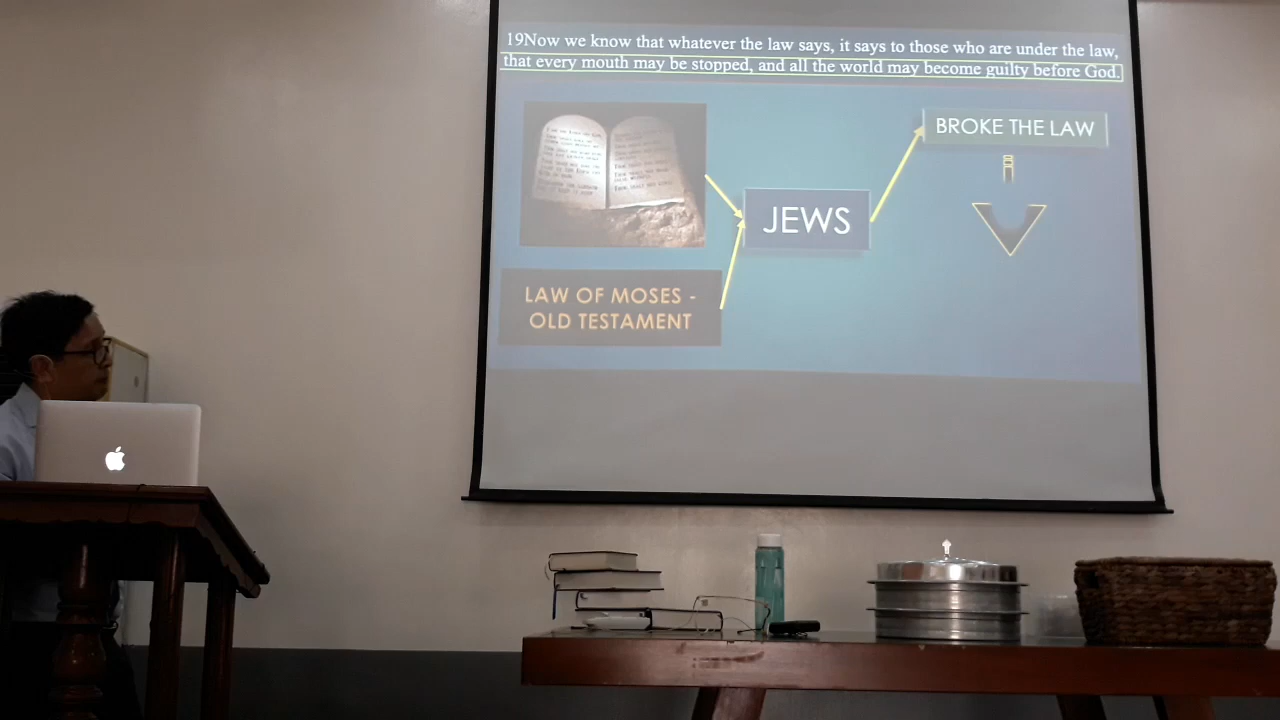 19Now we know that whatever the law says, it says to those who are under the law,
that every mouth may be stopped, and all the world may become guilty before God.
BROKE THE LAW
JEWS
LAW OF MOSES -
OLD TESTAMENT